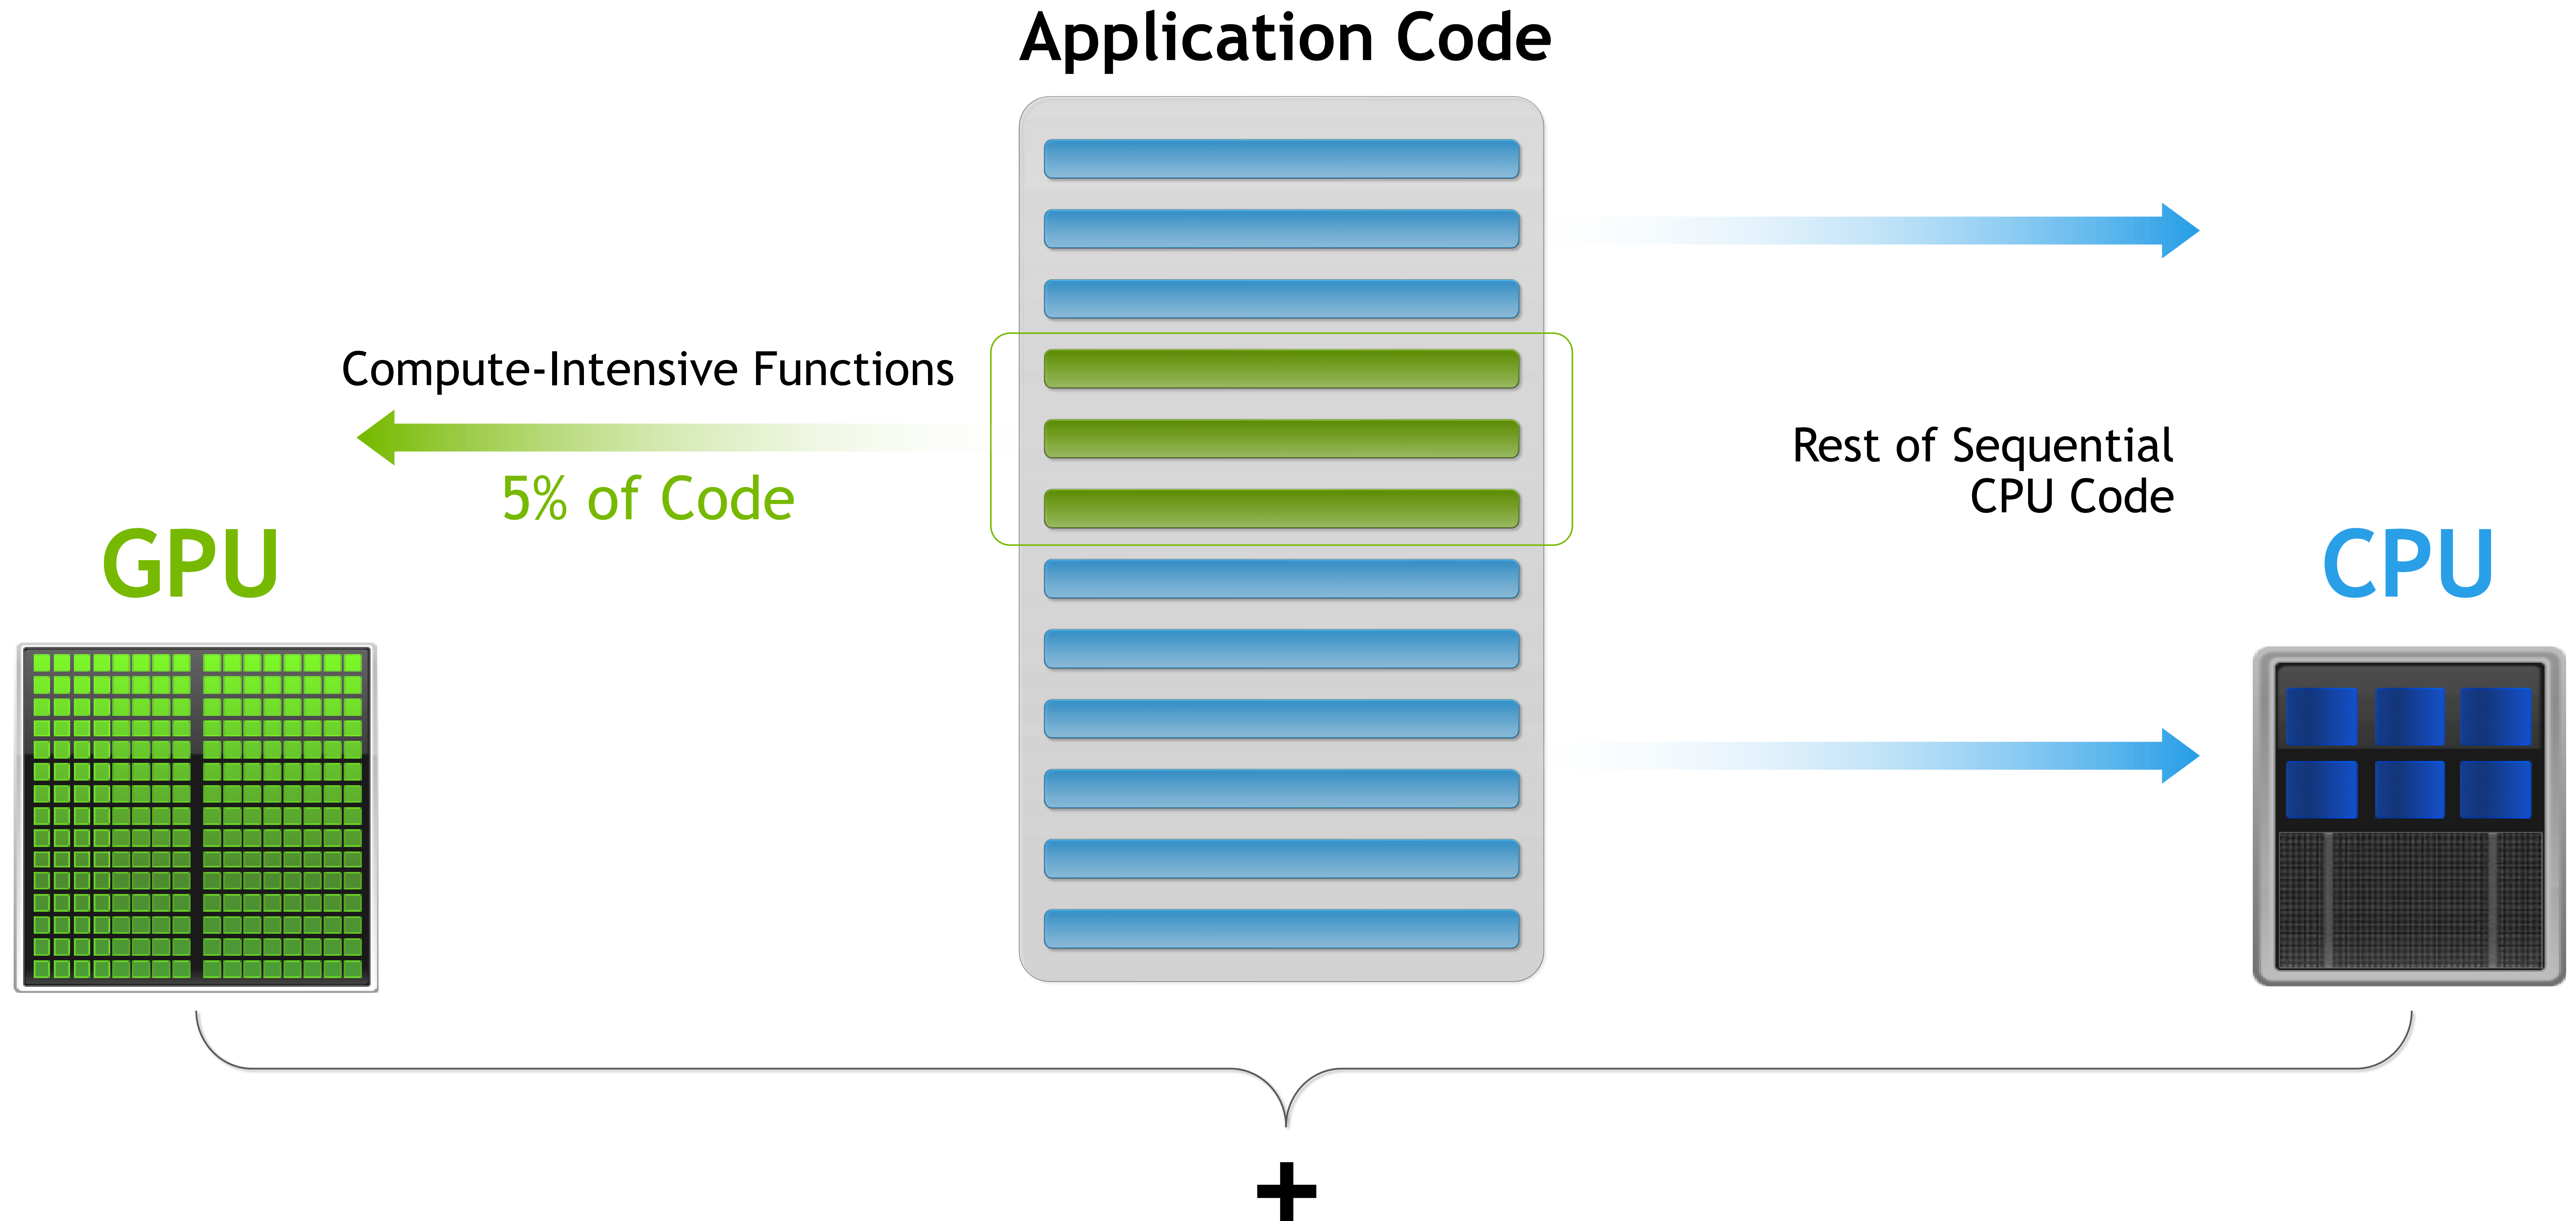 Application Code
Compute-Intensive Functions
5% of Code
GPU
Rest of Sequential
CPU Code
CPU
+